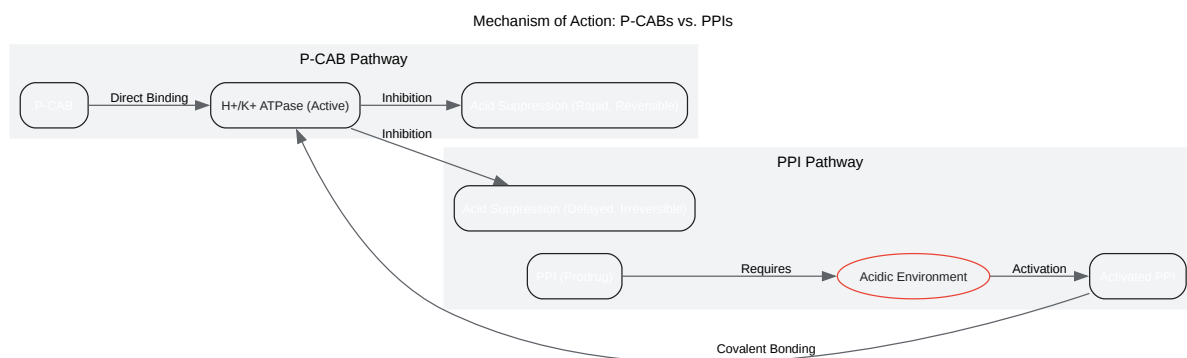 Mechanism of Action: P-CABs vs. PPIs
P-CAB Pathway
P-CAB
Direct Binding
H+/K+ ATPase (Active)
Inhibition
Acid Suppression (Rapid, Reversible)
Inhibition
PPI Pathway
Acid Suppression (Delayed, Irreversible)
PPI (Prodrug)
Requires
Acidic Environment
Activation
Activated PPI
Covalent Bonding